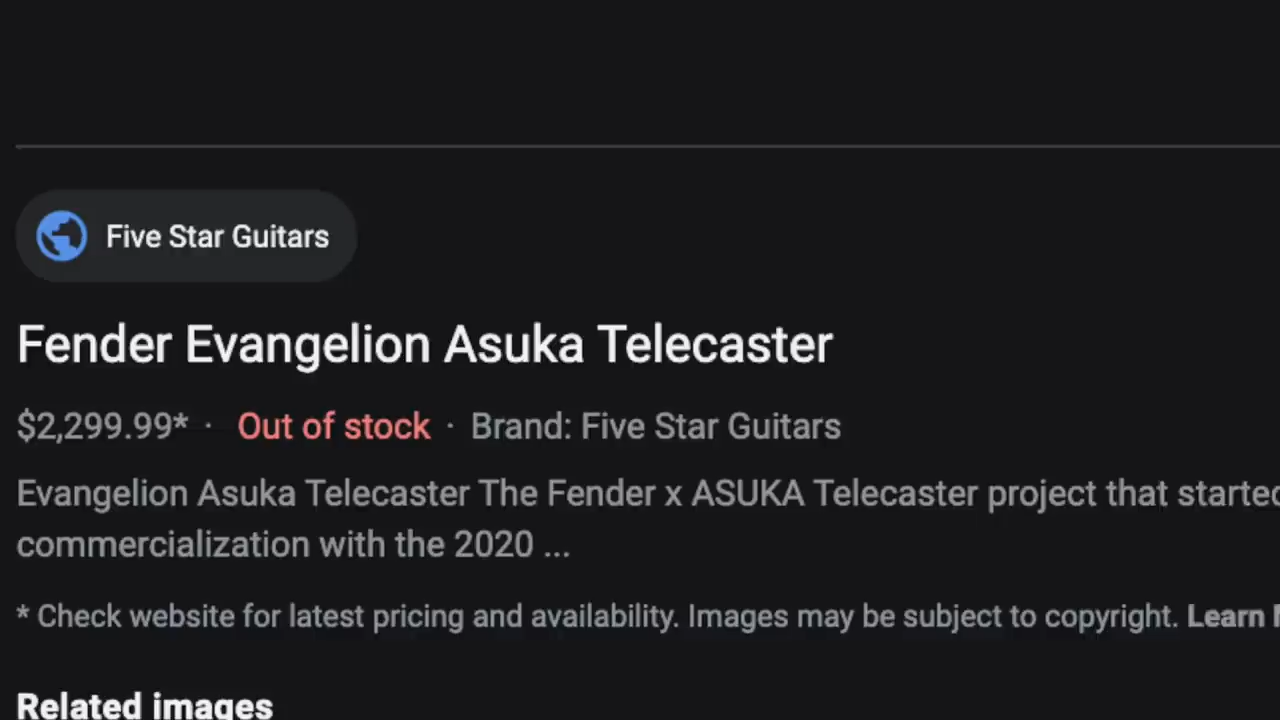 Five Star Guitars
Fender Evangelion Asuka Telecaster
$2,299.99* · Out of stock · Brand: Five Star Guitars
Evangelion Asuka Telecaster The Fender x ASUKA Telecaster project that started
commercialization with the 2020 ...
* Check website for latest pricing and availability. Images may be subject to copyright. Learn
Related images